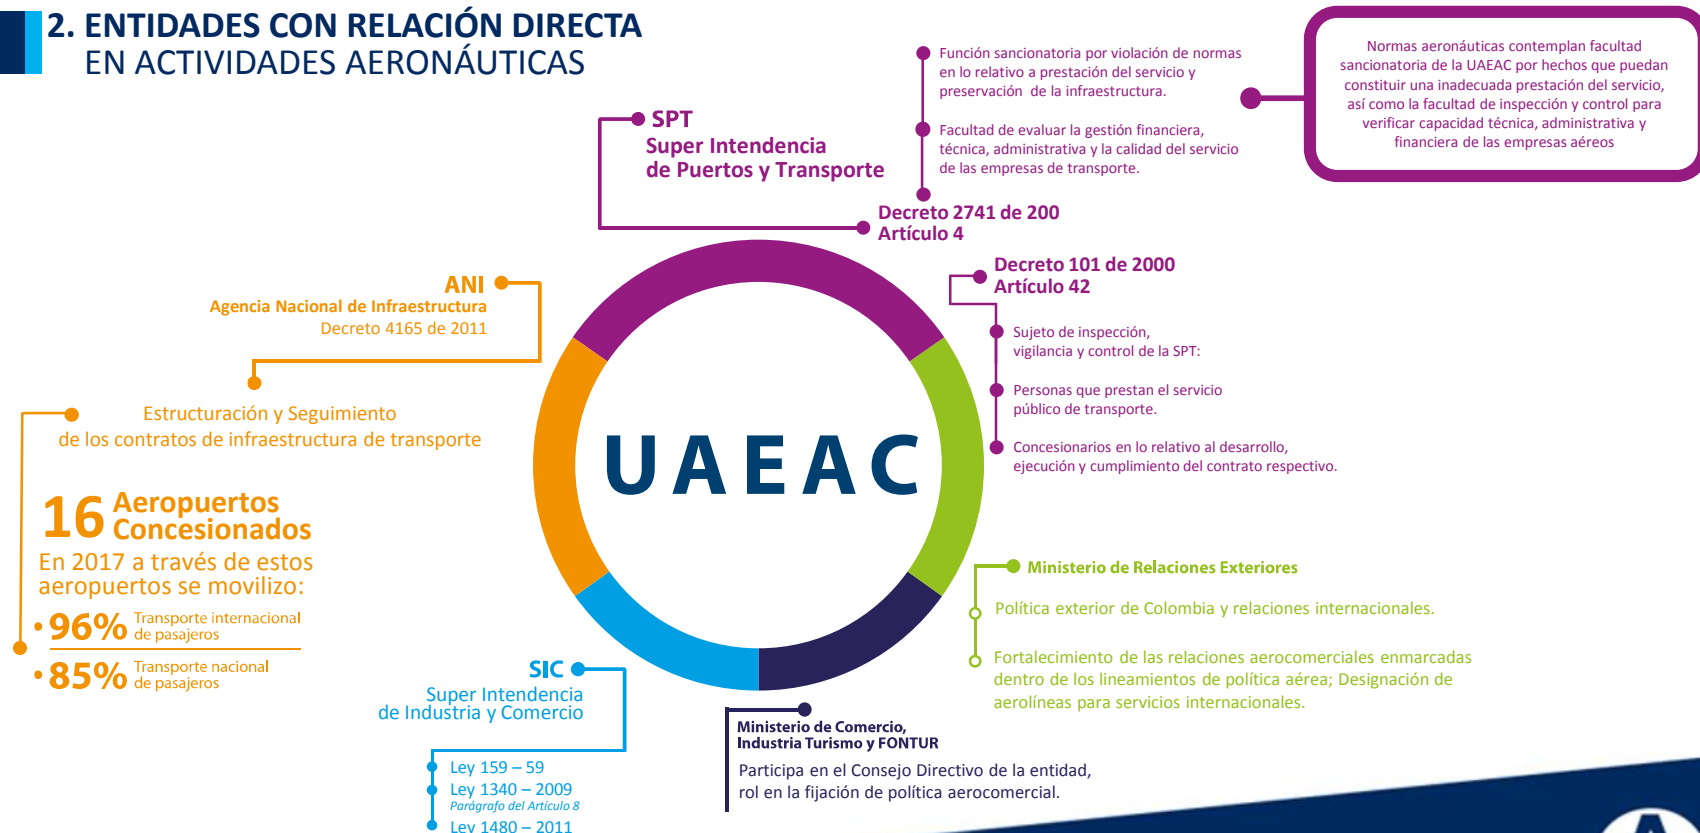 2. ENTIDADES CON RELACIÓN DIRECTA
EN ACTIVIDADES AERONÁUTICAS
SPT
Super Intendencia
de Puertos y Transporte
Función sancionatoria por violación de normas
en lo relativo a prestación del servicio y
preservación de la infraestructura.
Facultad de evaluar la gestión financiera,
técnica, administrativa y la calidad del servicio
de las empresas de transporte.
Decreto 2741 de 200
Artículo 4
Normas aeronáuticas contemplan facultad
sancionatoria de la UAEAC por hechos que puedan
constituir una inadecuada prestación del servicio,
así como la facultad de inspección y control para
verificar capacidad técnica, administrativa y
financiera de las empresas aéreos
Decreto 101 de 2000
Artículo 42
Sujeto de inspección,
vigilancia y control de la SPT:
Personas que prestan el servicio
público de transporte.
Concesionarios en lo relativo al desarrollo,
ejecución y cumplimiento del contrato respectivo.
ANI
Agencia Nacional de Infraestructura
Decreto 4165 de 2011
Estructuración y Seguimiento
de los contratos de infraestructura de transporte
16 Aeropuertos
Concesionados
En 2017 a través de estos
aeropuertos se movilizo:
• 96% Transporte internacional
de pasajeros
• 85% Transporte nacional
de pasajeros
UAEAC
Ministerio de Relaciones Exteriores
Política exterior de Colombia y relaciones internacionales.
Fortalecimiento de las relaciones aerocomerciales enmarcadas
dentro de los lineamientos de política aérea; Designación de
aerolíneas para servicios internacionales.
SIC
Super Intendencia
de Industria y Comercio
Ley 159 – 59
Ley 1340 – 2009
Parágrafo del Artículo 8
Ley 1480 – 2011
Ministerio de Comercio,
Industria Turismo y FONTUR
Participa en el Consejo Directivo de la entidad,
rol en la fijación de política aerocomercial.